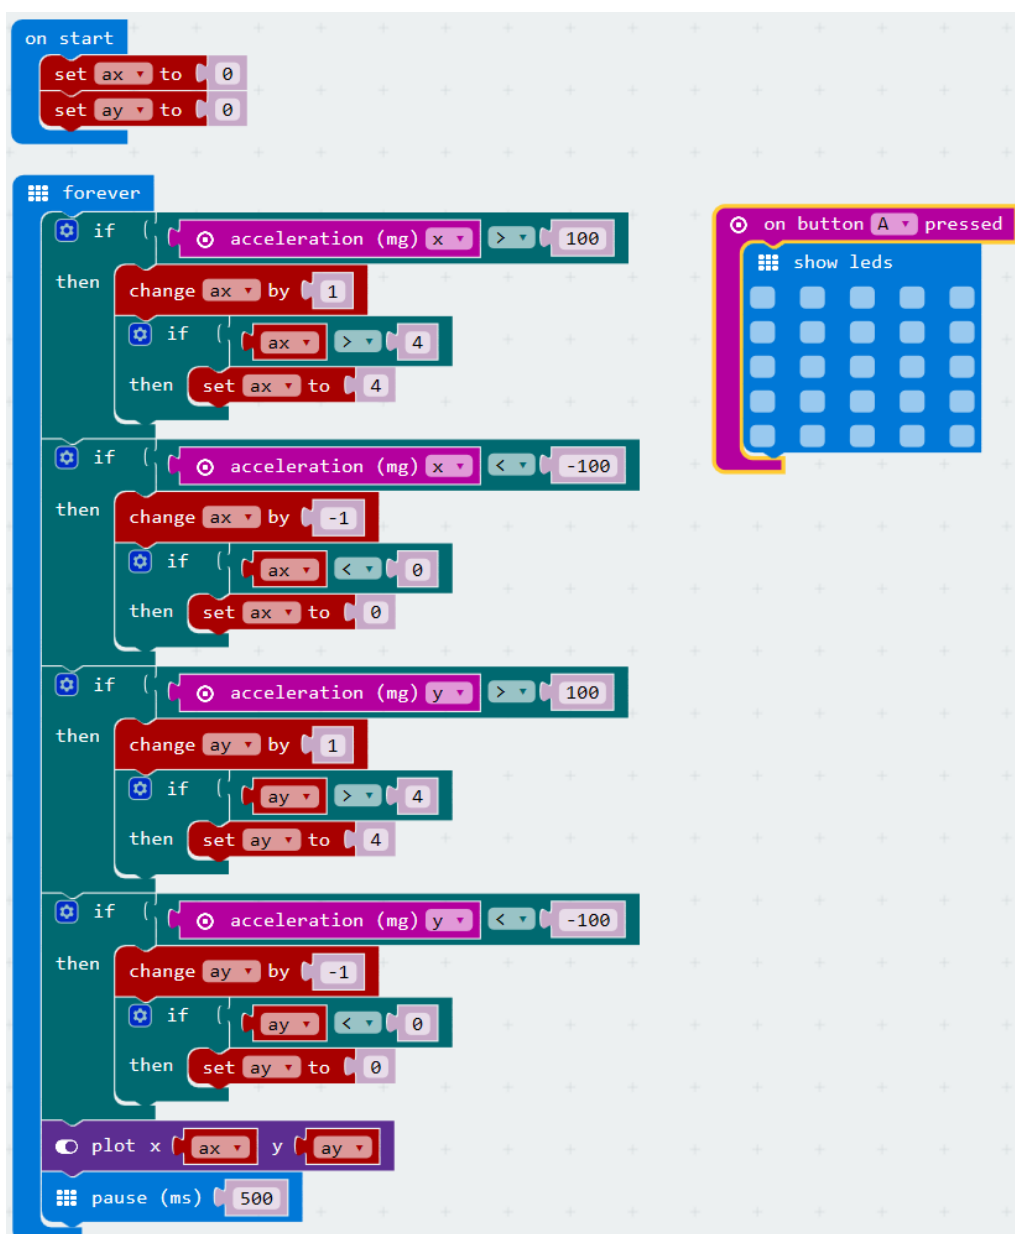 on start
set ax to 0
set ay to 0
forever
if acceleration (mg) x > 100
then change ax by 1
if ax > 4
then set ax to 4
if acceleration (mg) x < -100
then change ax by -1
if ax < 0
then set ax to 0
if acceleration (mg) y > 100
then change ay by 1
if ay > 4
then set ay to 4
if acceleration (mg) y < -100
then change ay by -1
if ay < 0
then set ay to 0
plot x ax y ay
pause (ms) 500
on button A pressed
show leds